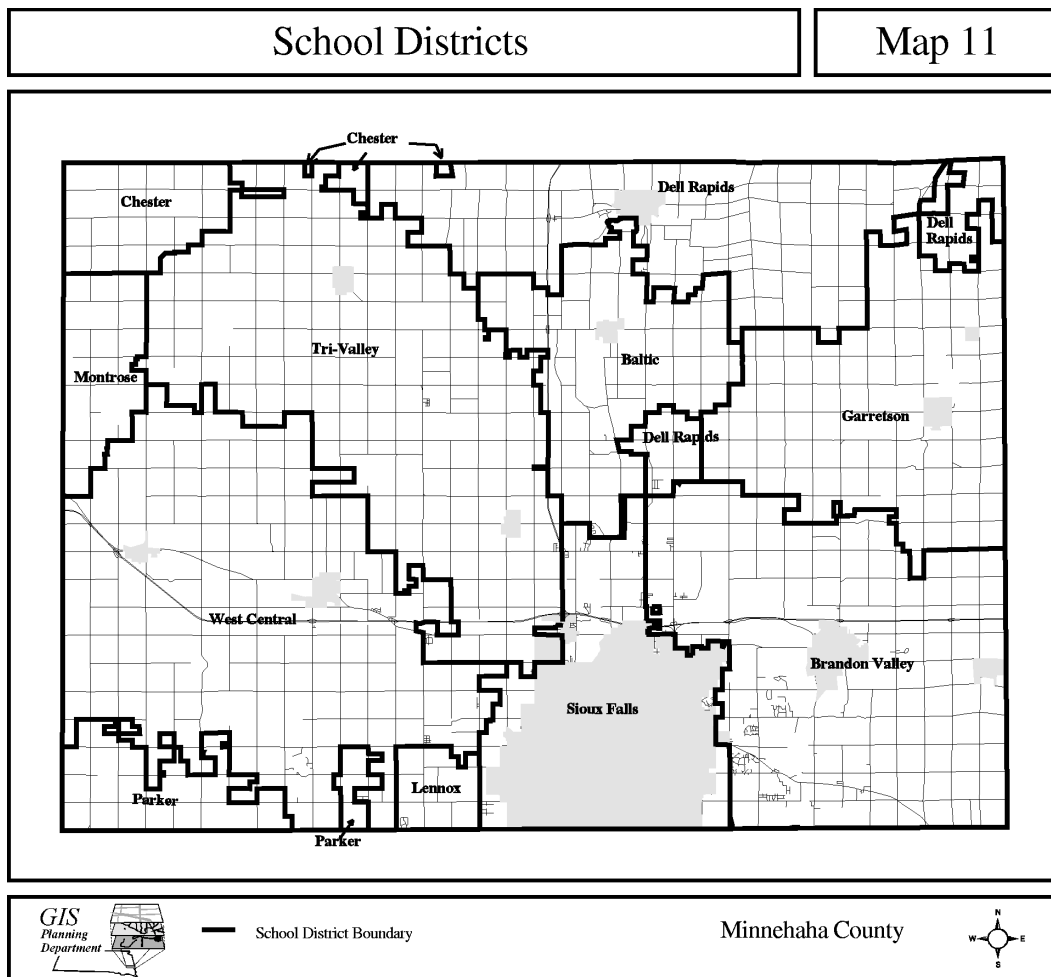 School Districts
Map 11
Chester
Chester
Dell Rapids
Dell
Rapids
Tri-Valley
Baltic
Montrose
Garretson
Dell Rapids
West Central
Brandon Valley
Sioux Falls
Lennox
Parker
Parker
GIS
Planning
Department
School District Boundary
Minnehaha County
N
W
E
S